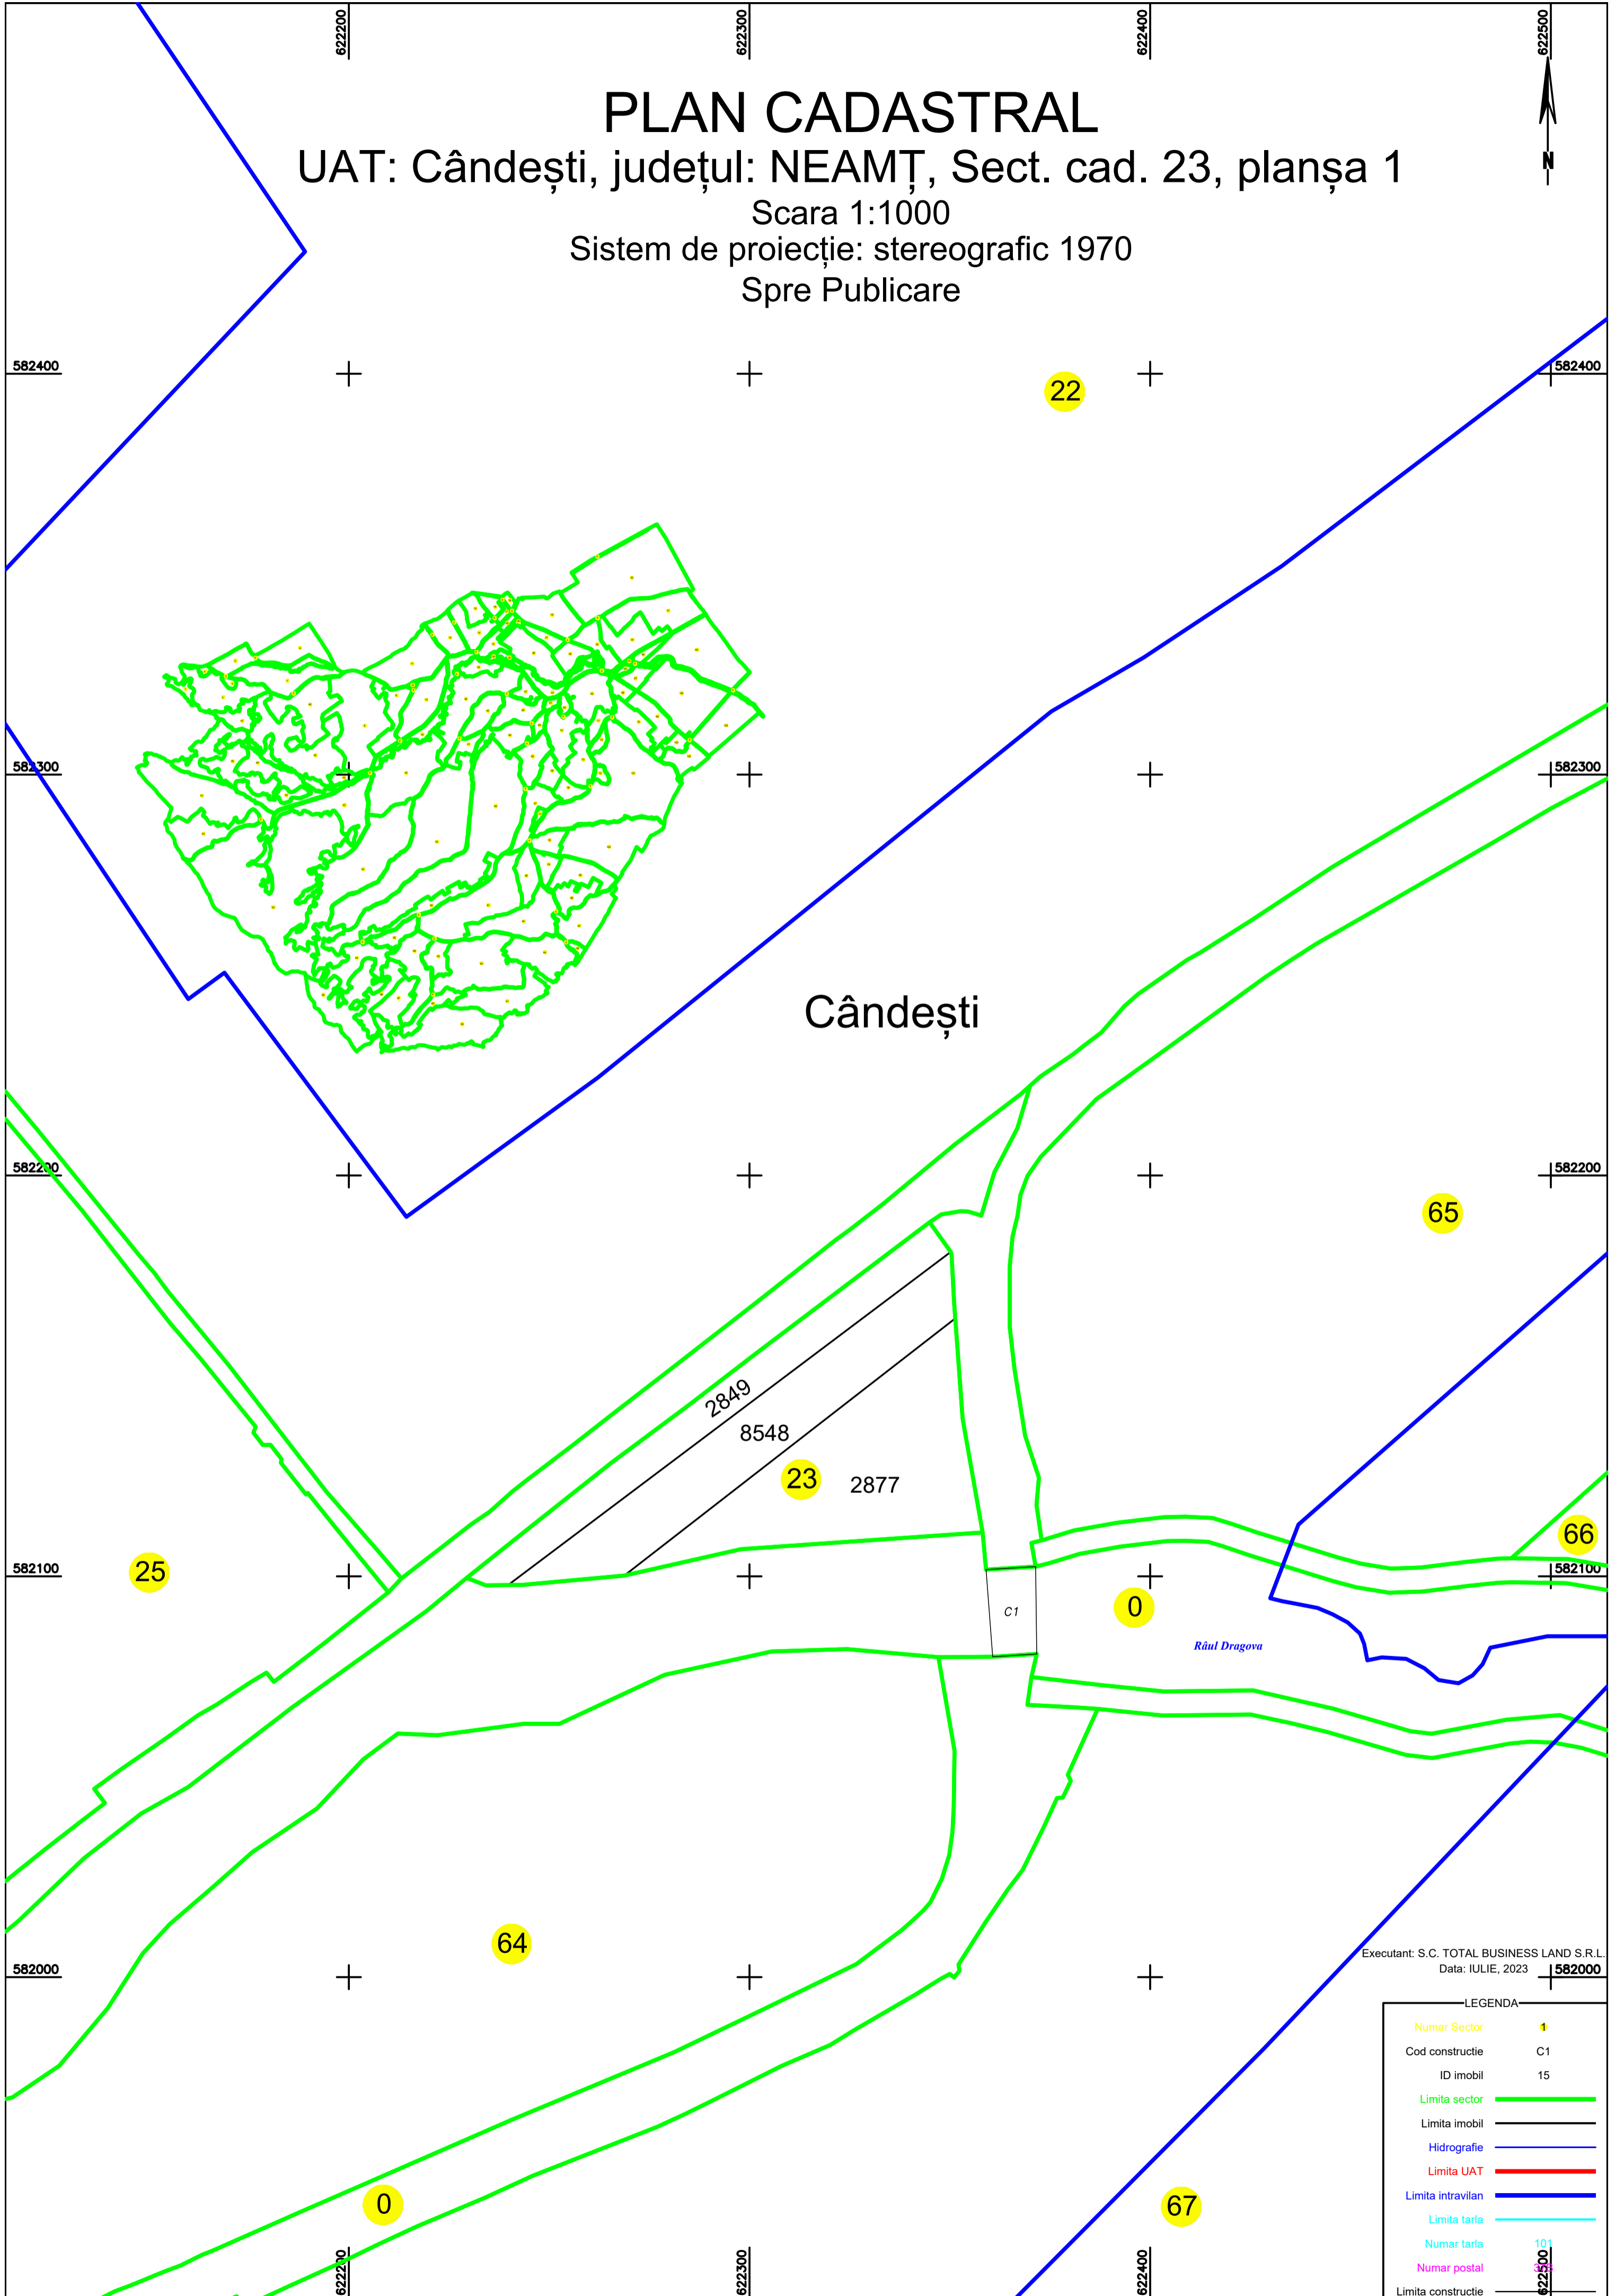 622200
622300
622400
622500
PLAN CADASTRAL
UAT: Cândești, județul: NEAMȚ, Sect. cad. 23, planșa 1
Scara 1:1000
Sistem de proiecție: stereografic 1970
Spre Publicare
N
582400
582400
22
582300
582300
Cândești
582200
582200
65
2849
8548
23
2877
66
25
582100
582100
C1
0
Râul Dragova
64
Executant: S.C. TOTAL BUSINESS LAND S.R.L.
Data: IULIE, 2023
582000
582000
LEGENDA
Numar Sector 1
Cod constructie C1
ID imobil 15
Limita sector
Limita imobil
Hidrografie
Limita UAT
Limita intravilan
Limita tarla
Numar tarla 101
Numar postal
Limita constructie
0
67
622200
622300
622400
622500